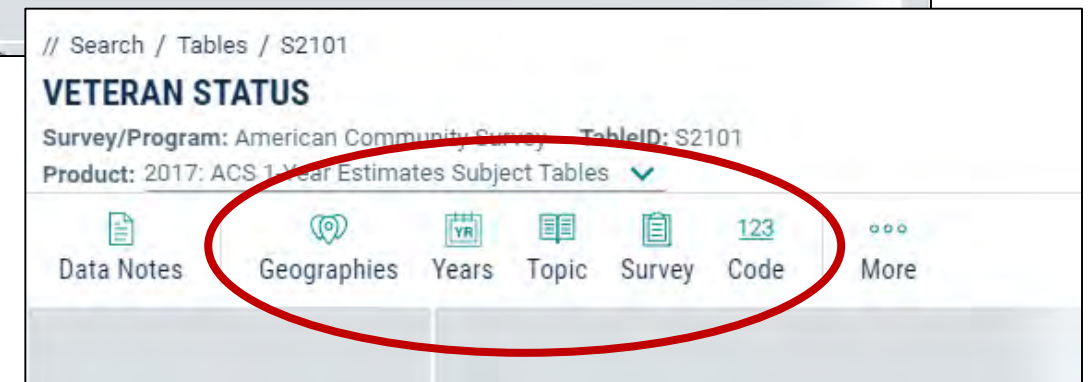 // Search / Tables / S2101
VETERAN STATUS
Survey/Program: American Community Survey TableID: S2101
Product: 2017: ACS 1-Year Estimates Subject Tables
YR 123
Data Notes Geographies Years Topic Survey Code More